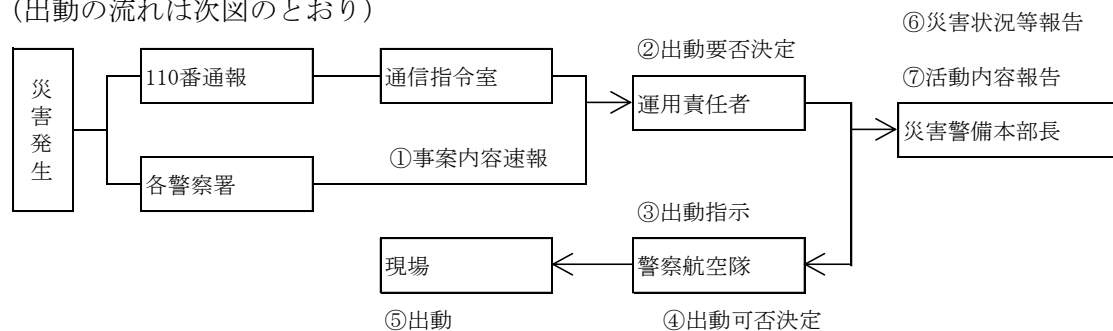 （出動の流れは次図のとおり）
⑥災害状況等報告
②出動要否決定
災害発生
110番通報
通信指令室
⑦活動内容報告
運用責任者
災害警備本部長
①事案内容速報
各警察署
③出動指示
現場
警察航空隊
⑤出動
④出動可否決定